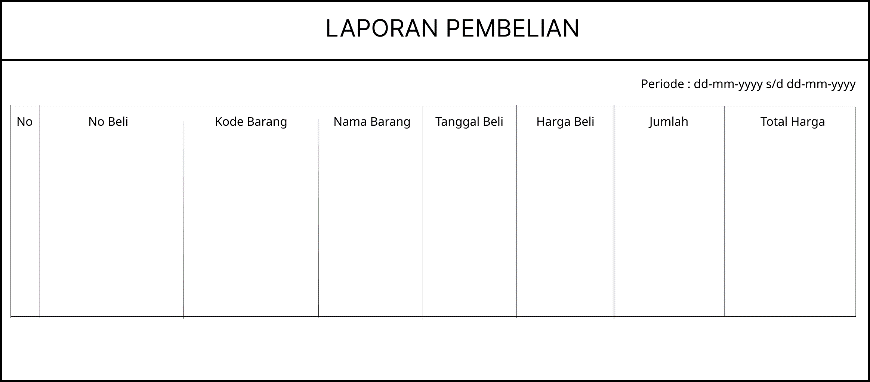 LAPORAN PEMBELIAN
Periode : dd-mm-yyyy s/d dd-mm-yyyy
No No Beli Kode Barang Nama Barang Tanggal Beli Harga Beli Jumlah Total Harga